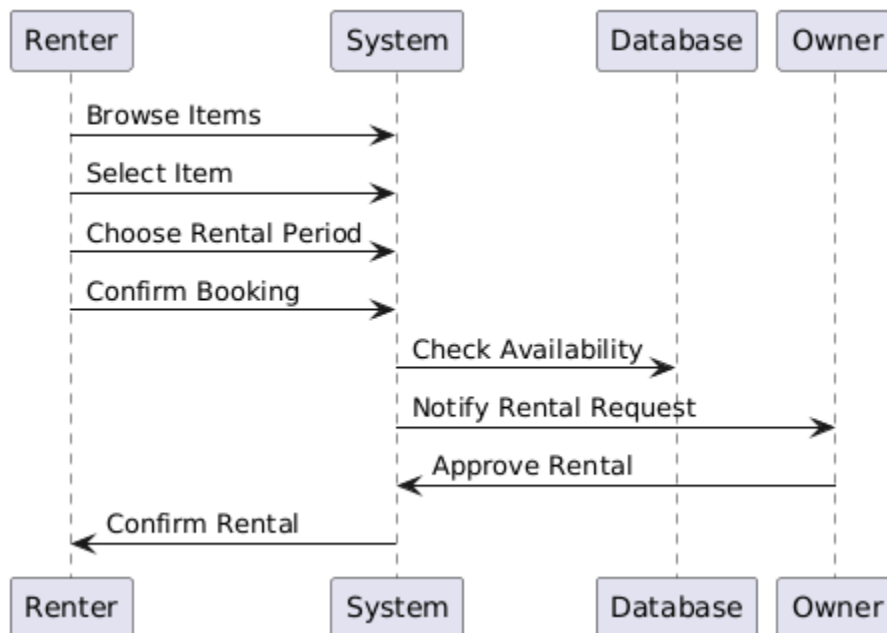 Renter System Database Owner
Browse Items
Select Item
Choose Rental Period
Confirm Booking
Check Availability
Notify Rental Request
Approve Rental
Confirm Rental
Renter System Database Owner